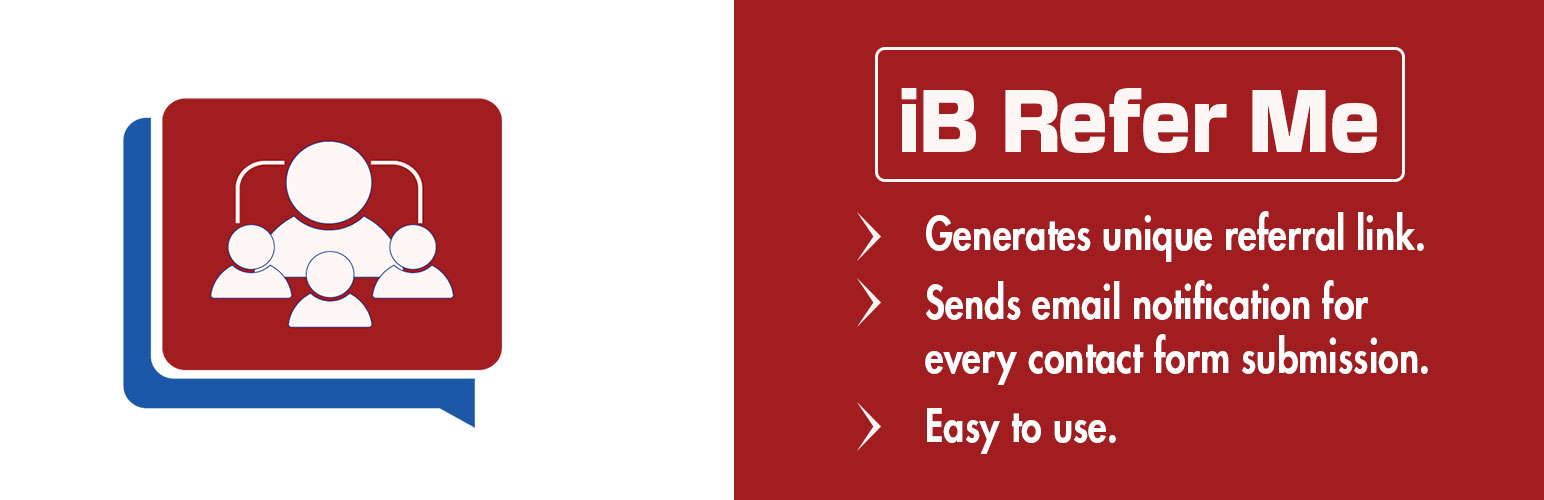 iB Refer Me
Generates unique referral link.
Sends email notification for
every contact form submission.
Easy to use.